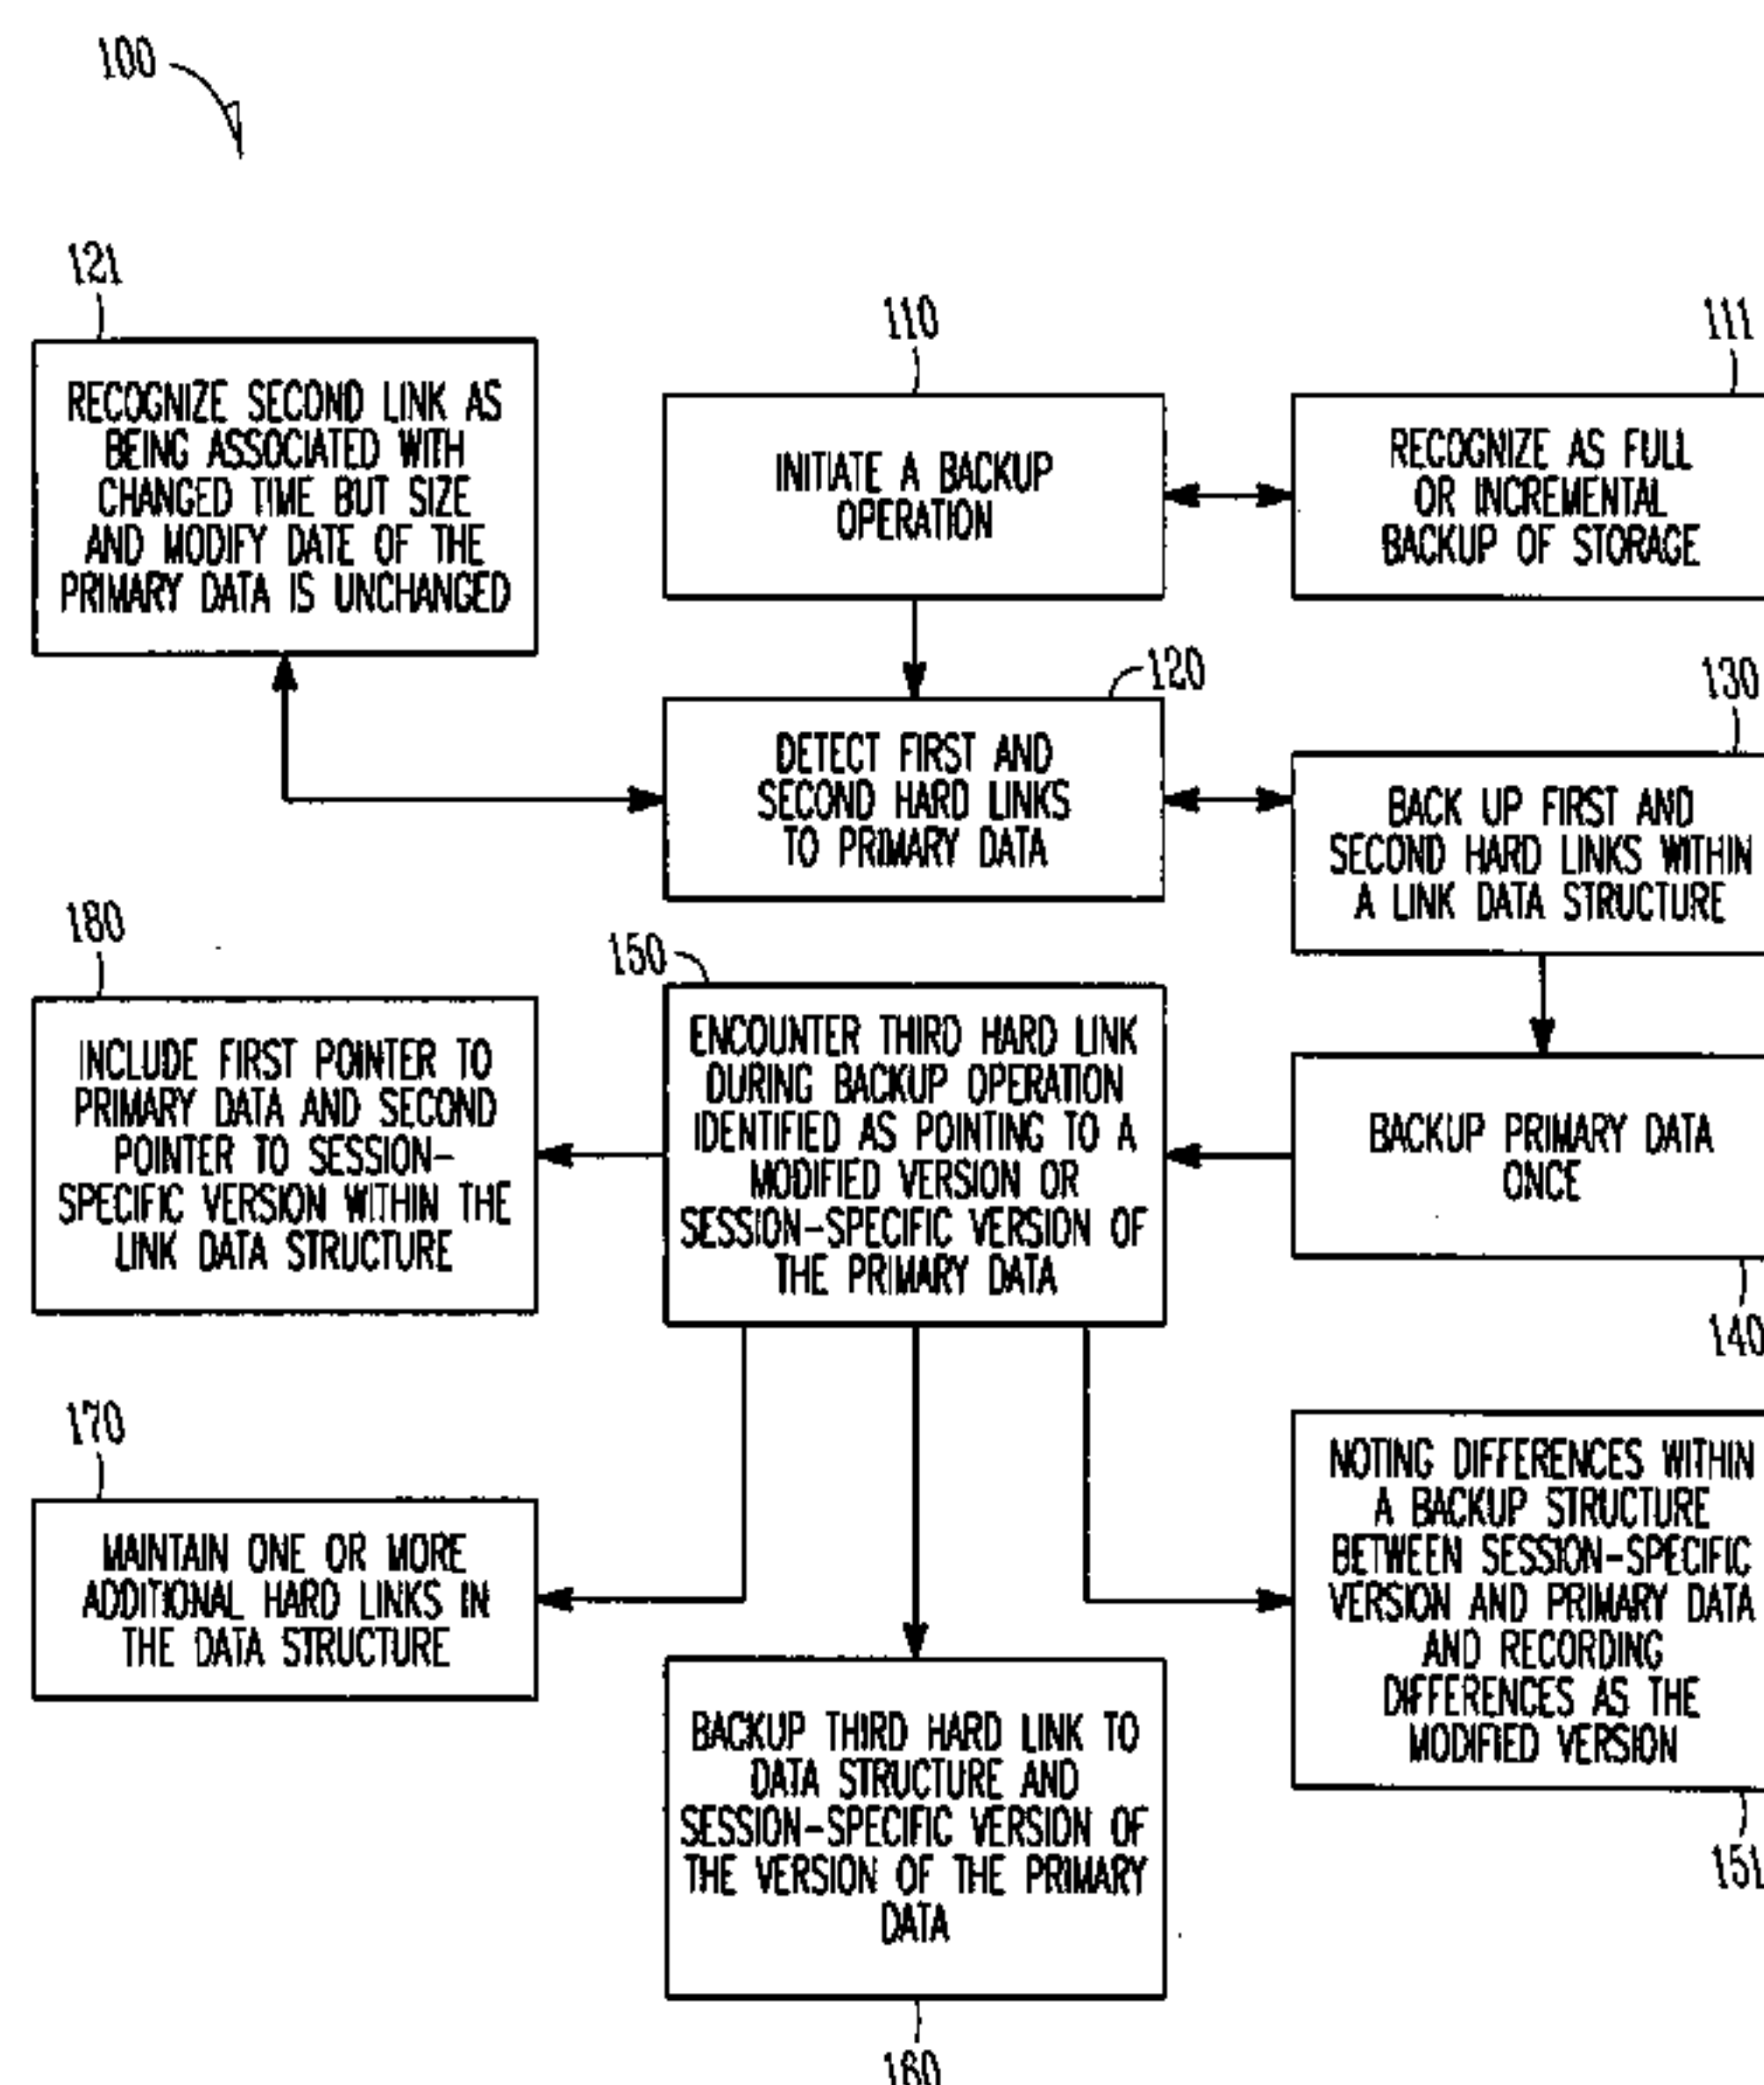 100
121
RECOGNIZE SECOND LINK AS
BEING ASSOCIATED WITH
CHANGED TIME BUT SIZE
AND MODIFY DATE OF THE
PRIMARY DATA IS UNCHANGED
110
INITIATE A BACKUP
OPERATION
111
RECOGNIZE AS FULL
OR INCREMENTAL
BACKUP OF STORAGE
120
DETECT FIRST AND
SECOND HARD LINKS
TO PRIMARY DATA
130
BACK UP FIRST AND
SECOND HARD LINKS WITHIN
A LINK DATA STRUCTURE
180
INCLUDE FIRST POINTER TO
PRIMARY DATA AND SECOND
POINTER TO SESSION-
SPECIFIC VERSION WITHIN THE
LINK DATA STRUCTURE
150
ENCOUNTER THIRD HARD LINK
DURING BACKUP OPERATION
IDENTIFIED AS POINTING TO A
MODIFIED VERSION OR
SESSION-SPECIFIC VERSION OF
THE PRIMARY DATA
BACKUP PRIMARY DATA
ONCE
140
170
MAINTAIN ONE OR MORE
ADDITIONAL HARD LINKS IN
THE DATA STRUCTURE
BACKUP THIRD HARD LINK TO
DATA STRUCTURE AND
SESSION-SPECIFIC VERSION OF
THE VERSION OF THE PRIMARY
DATA
160
NOTING DIFFERENCES WITHIN
A BACKUP STRUCTURE
BETWEEN SESSION-SPECIFIC
VERSION AND PRIMARY DATA
AND RECORDING
DIFFERENCES AS THE
MODIFIED VERSION
151